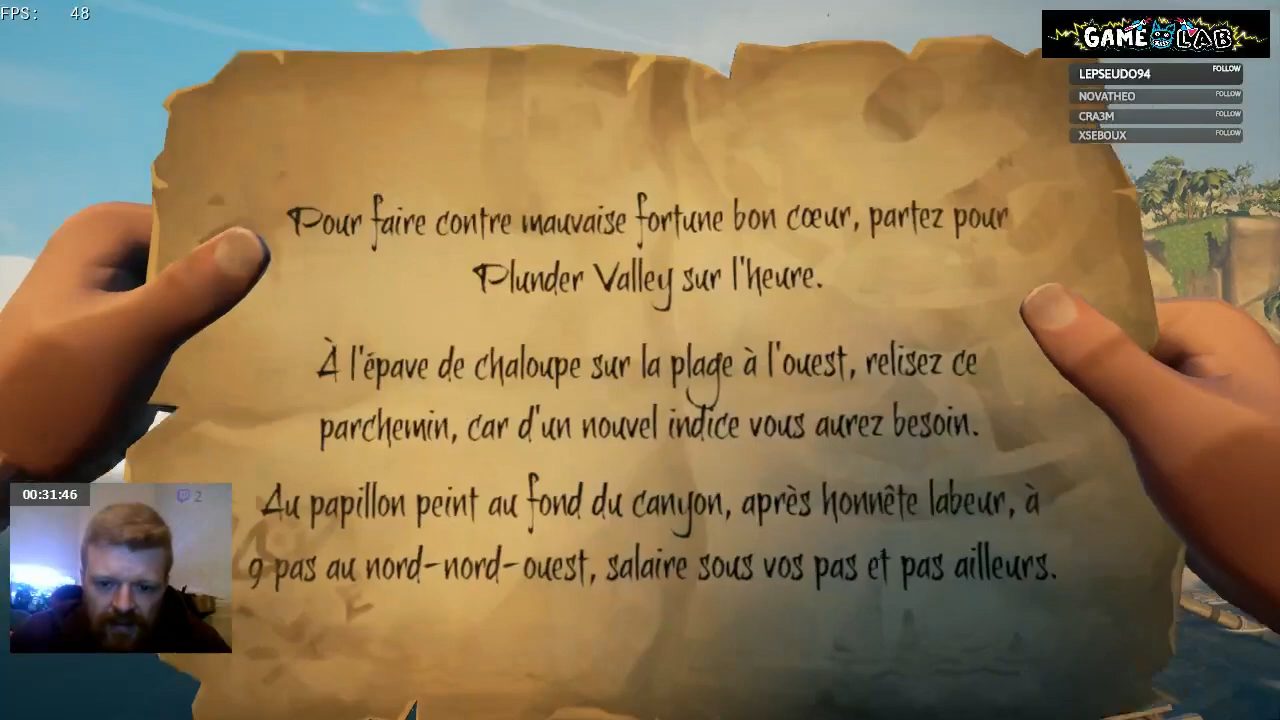 FPS: 48
GAME LAB
LEPSEUDO94 FOLLOW
NOVATHEO FOLLOW
CRA3M FOLLOW
XSEBOUX FOLLOW
Pour faire contre mauvaise fortune bon cœur, partez pour
Plunder Valley sur l'heure.
À l'épave de chaloupe sur la plage à l'ouest, relisez ce
parchemin, car d'un nouvel indice vous aurez besoin.
Au papillon peint au fond du canyon, après honnête labeur, à
9 pas au nord-nord-ouest, salaire sous vos pas et pas ailleurs.
00:31:46
2